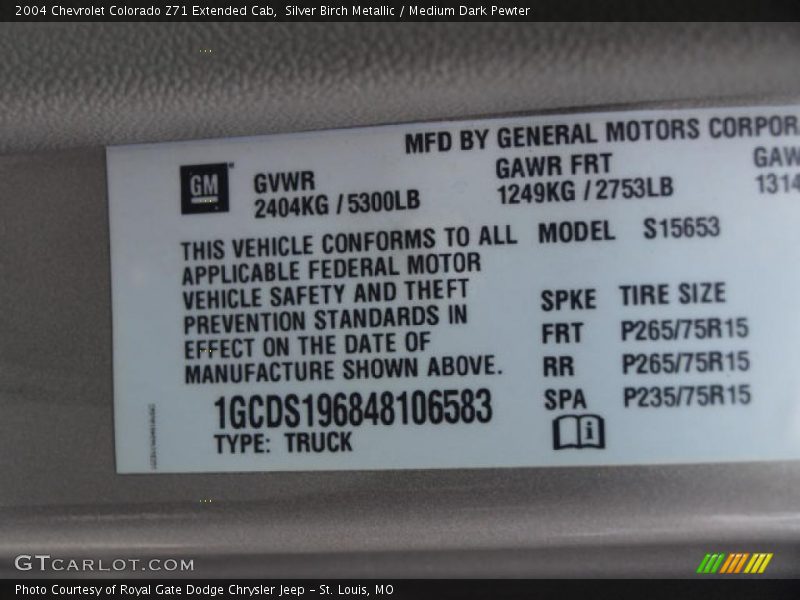 2004 Chevrolet Colorado Z71 Extended Cab,  Silver Birch Metallic / Medium Dark Pewter
MFD BY GENERAL MOTORS CORPOR
GM
GVWR
2404KG / 5300LB
GAWR FRT
1249KG / 2753LB
GAW
1314
THIS VEHICLE CONFORMS TO ALL
APPLICABLE FEDERAL MOTOR
VEHICLE SAFETY AND THEFT
PREVENTION STANDARDS IN
EFFECT ON THE DATE OF
MANUFACTURE SHOWN ABOVE.
1GCDS196848106583
TYPE: TRUCK
MODEL S15653
SPKE TIRE SIZE
FRT P265/75R15
RR P265/75R15
SPA P235/75R15
GTCARLOT.COM
Photo Courtesy of Royal Gate Dodge Chrysler Jeep - St. Louis, MO